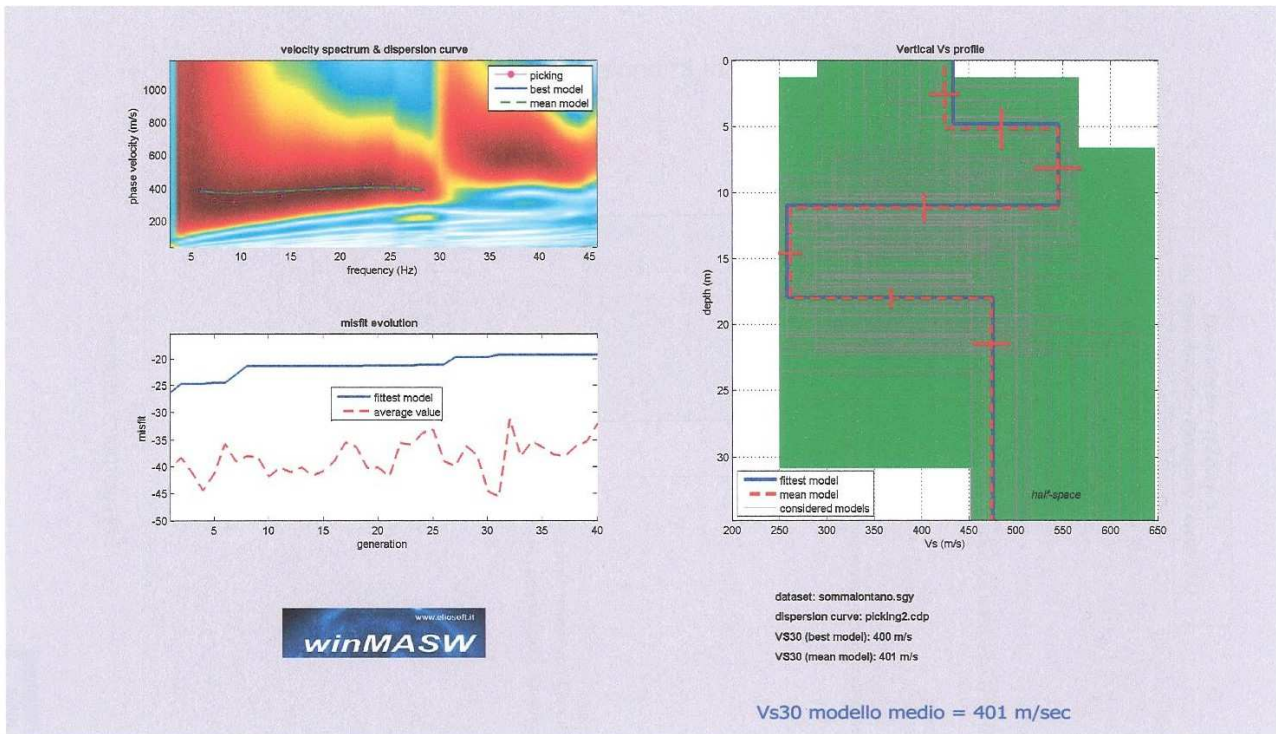 velocity spectrum & dispersion curve
picking
best model
mean model
1000
800
600
400
200
phase velocity (m/s)
5 10 15 20 25 30 35 40 45
frequency (Hz)
misfit evolution
-20
-25
-30
-35
-40
-45
-50
misfit
fittest model
average value
5 10 15 20 25 30 35 40
generation
www.eliosoft.it
winMASW
Vertical Vs profile
0
5
10
15
20
25
30
depth (m)
fittest model
mean model
considered models
half-space
200 250 300 350 400 450 500 550 600 650
Vs (m/s)
dataset: sommalontano.sgy
dispersion curve: picking2.cdp
VS30 (best model): 400 m/s
VS30 (mean model): 401 m/s
Vs30 modello medio = 401 m/sec